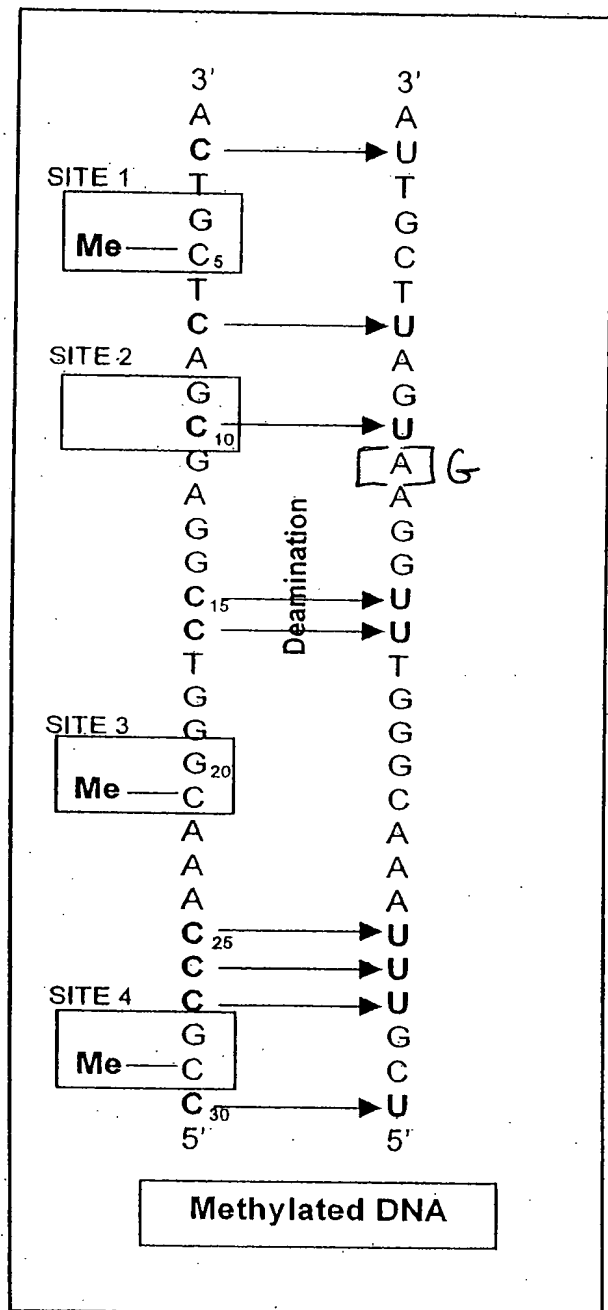 3' 3'
A A
C U
SITE 1
T T
G G
Me C5 C
T T
C U
SITE 2
A A
G G
C10 U
G A G
A A
G G
G G
Deamination
C15 U
C U
T T
G G
SITE 3
G G
G20 G
Me C C
A A
A A
A A
C25 U
C U
SITE 4
C U
G G
Me C C
C30 U
5' 5'
Methylated DNA